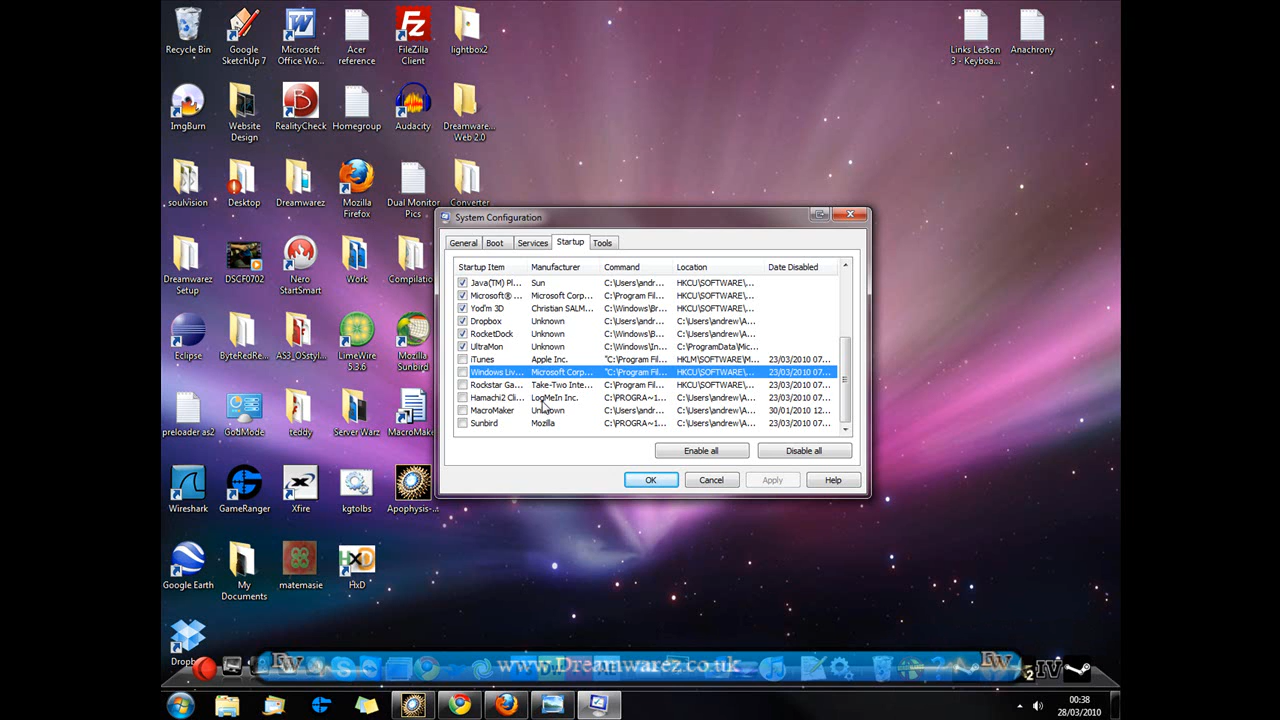 Recycle Bin
Google SketchUp 7
Microsoft Office Wo...
Acer reference
FileZilla Client
lightbox2
Links Lesson 3 - Keyboa...
Anachrony
ImgBurn
Website Design
RealityCheck
Homegroup
Audacity
Dreamware... Web 2.0
soulvision
Desktop
Dreamwarez
Mozilla Firefox
Dual Monitor Pics
Converter
Dreamwarez Setup
DSCF0702
Nero StartSmart
Work
Compilatio
Eclipse
ByteRedRe...
AS3_OSstyl...
LimeWire 5.3.6
Mozilla Sunbird
preloader as2
GodMode
teddy
Server Warz
MacroMake
Wireshark
GameRanger
Xfire
kgtolbs
Apophysis-...
Google Earth
My Documents
matemasie
HxD
Dropb
System Configuration
General Boot Services Startup Tools
Startup Item Manufacturer Command Location Date Disabled
Java(TM) Pl... Sun C:\Users\andr... HKCU\SOFTWARE\...
Microsoft® ... Microsoft Corp... C:\Program Fil... HKCU\SOFTWARE\...
Yod'm 3D Christian SALM... C:\Windows\Br... HKCU\SOFTWARE\...
Dropbox Unknown C:\Users\andr... C:\Users\andrew\A...
RocketDock Unknown C:\Windows\B... C:\Users\andrew\A...
UltraMon Unknown C:\Windows\In... C:\ProgramData\Mic...
iTunes Apple Inc. "C:\Program Fil... HKLM\SOFTWARE\M... 23/03/2010 07...
Windows Liv... Microsoft Corp... "C:\Program Fil... HKCU\SOFTWARE\... 23/03/2010 07...
Rockstar Ga... Take-Two Inte... C:\Program Fil... HKCU\SOFTWARE\... 23/03/2010 07...
Hamachi2 Cli... LogMeIn Inc. C:\PROGRA~1... C:\Users\andrew\A... 23/03/2010 07...
MacroMaker Unknown C:\Users\andr... C:\Users\andrew\A... 30/01/2010 12...
Sunbird Mozilla C:\PROGRA~1... C:\Users\andrew\A... 23/03/2010 07...
Enable all Disable all
OK Cancel Apply Help
www.Dreamwarez.co.uk
IV
00:38
28/03/2010